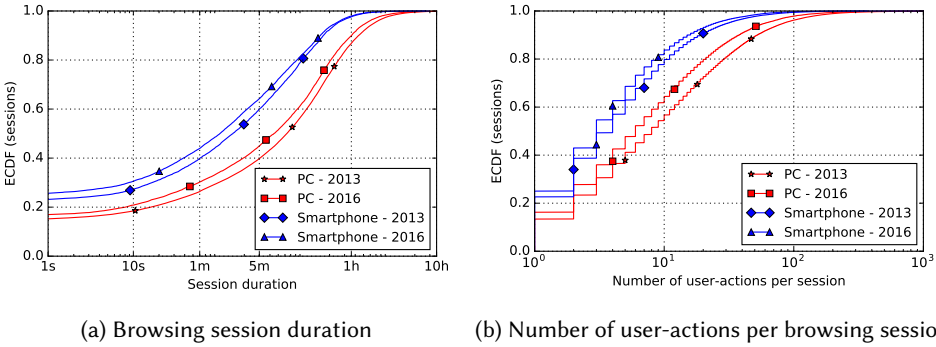 1.0
0.8
0.6
0.4
0.2
0.0
ECDF (sessions)
PC - 2013
PC - 2016
Smartphone - 2013
Smartphone - 2016
1s 10s 1m 5m 1h 10h
Session duration
(a) Browsing session duration
1.0
0.8
0.6
0.4
0.2
0.0
ECDF (sessions)
PC - 2013
PC - 2016
Smartphone - 2013
Smartphone - 2016
10^0 10^1 10^2 10^3
Number of user-actions per session
(b) Number of user-actions per browsing sessio